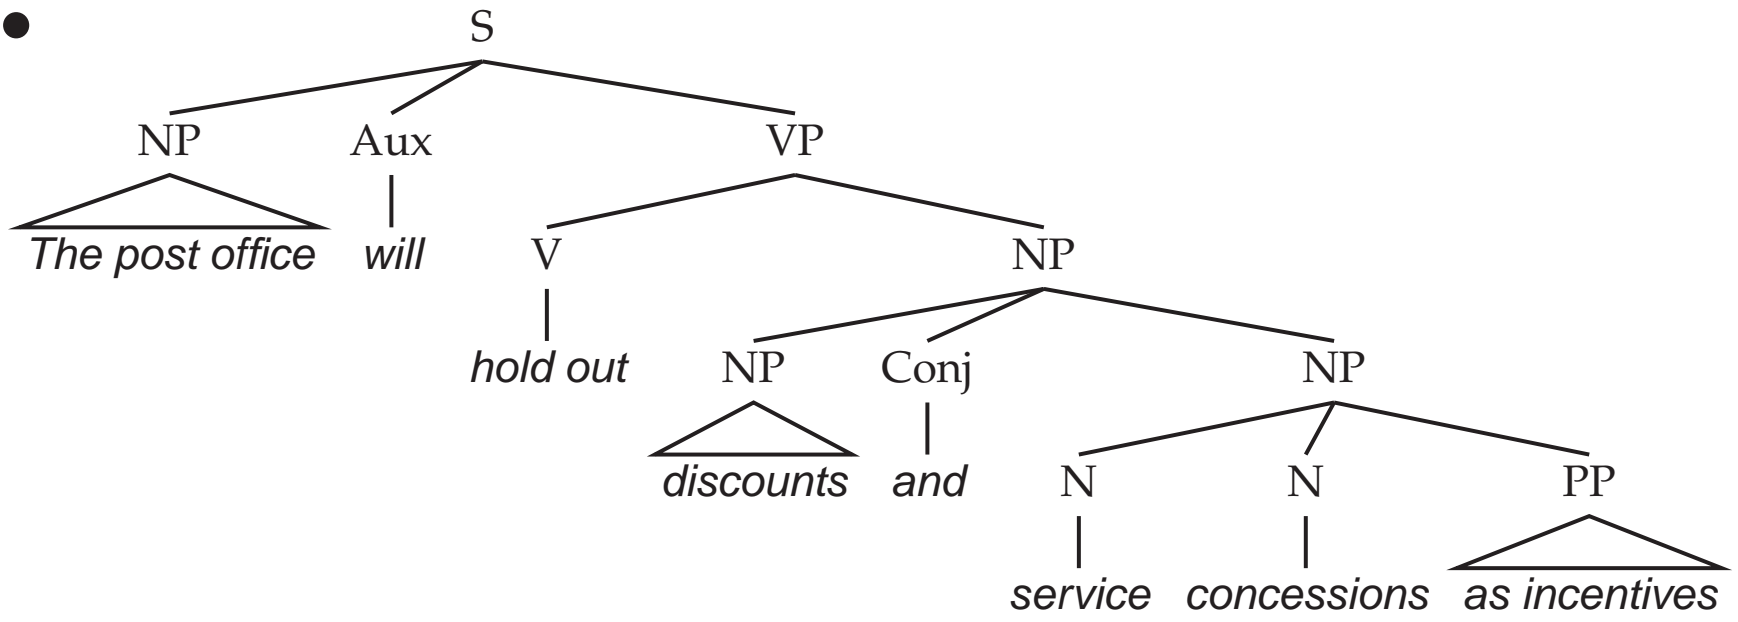 S
NP Aux VP
The post office will V NP
hold out NP Conj NP
discounts and N N PP
service concessions as incentives